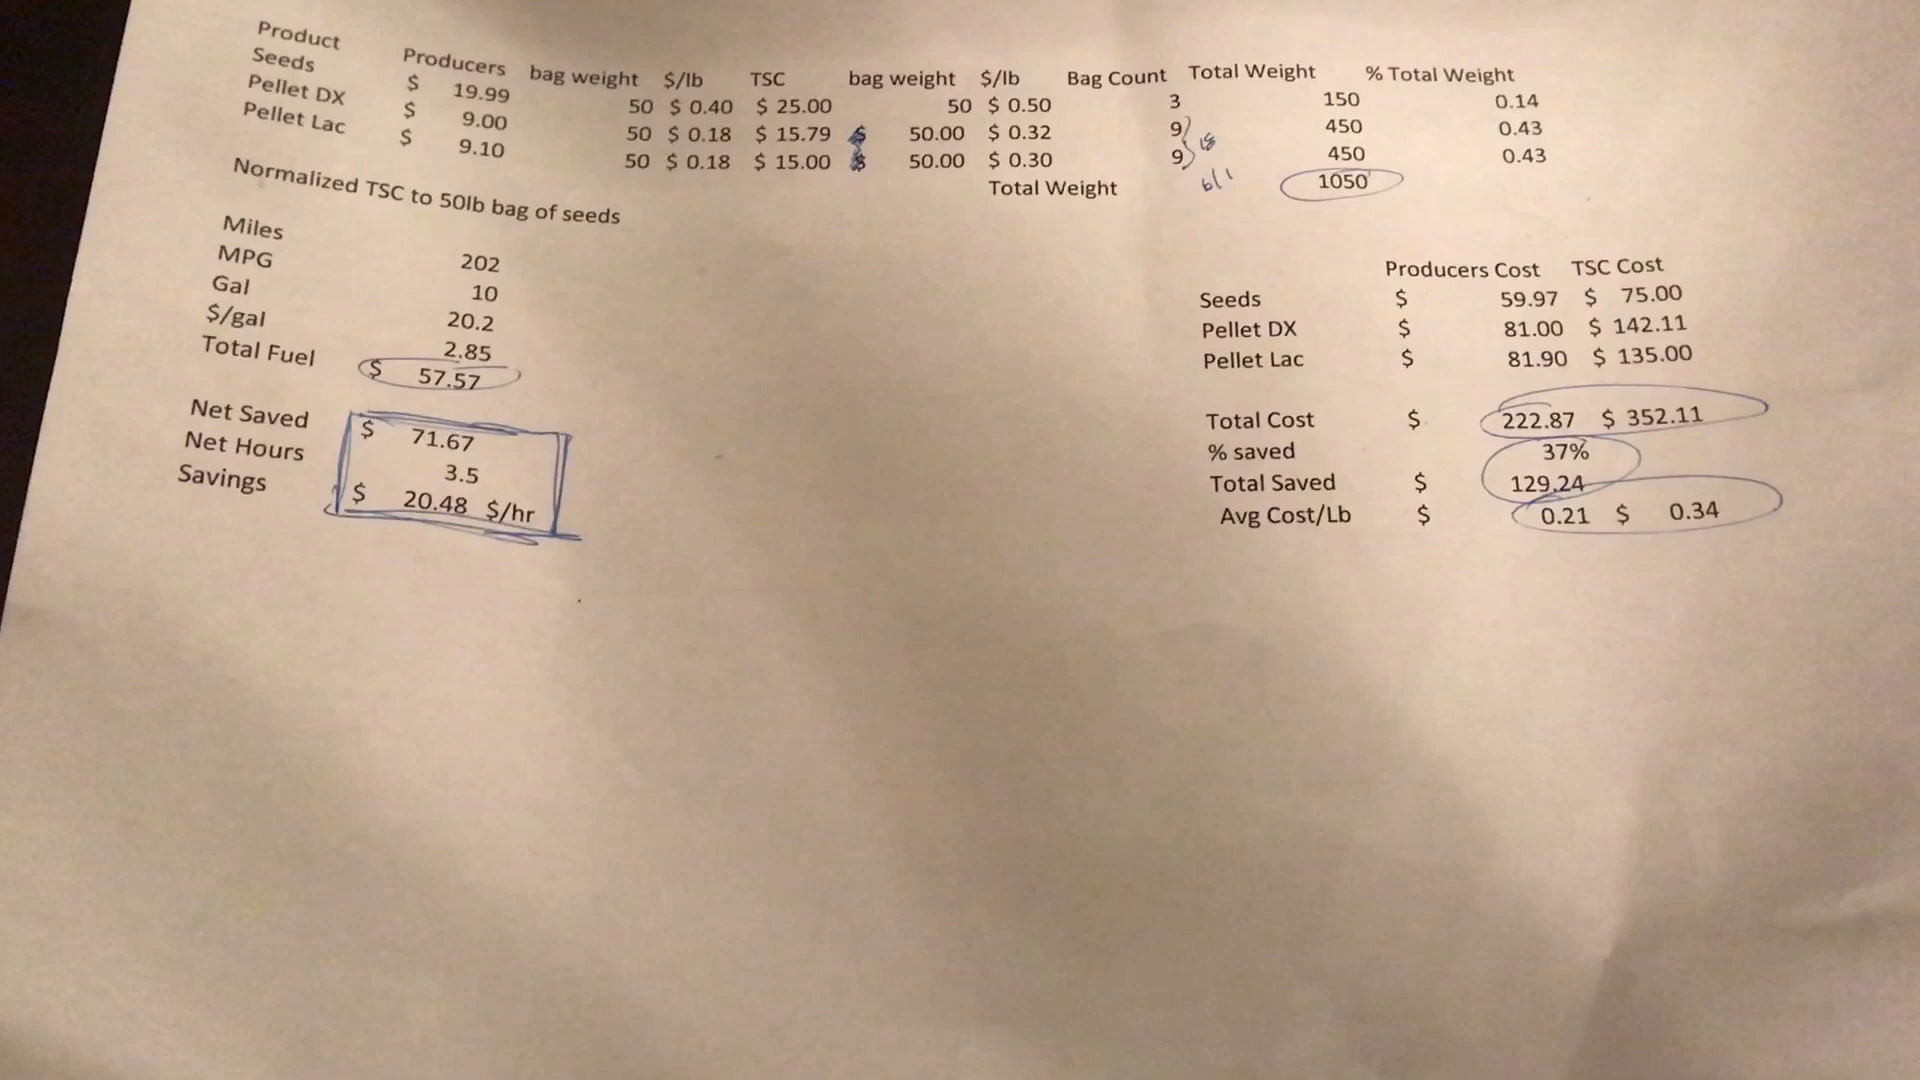 Product Producers bag weight $/lb TSC bag weight $/lb Bag Count Total Weight % Total Weight
Seeds $ 19.99 50 $ 0.40 $ 25.00 50 $ 0.50 3 150 0.14
Pellet DX $ 9.00 50 $ 0.18 $ 15.79 $ 50.00 $ 0.32 9 450 0.43
Pellet Lac $ 9.10 50 $ 0.18 $ 15.00 $ 50.00 $ 0.30 9 450 0.43
18
6/1
Total Weight 1050
Normalized TSC to 50lb bag of seeds
Miles 202
MPG 10
Gal 20.2
$/gal 2.85
Total Fuel $ 57.57
Net Saved $ 71.67
Net Hours 3.5
Savings $ 20.48 $/hr
Producers Cost TSC Cost
Seeds $ 59.97 $ 75.00
Pellet DX $ 81.00 $ 142.11
Pellet Lac $ 81.90 $ 135.00
Total Cost $ 222.87 $ 352.11
% saved 37%
Total Saved $ 129.24
Avg Cost/Lb $ 0.21 $ 0.34